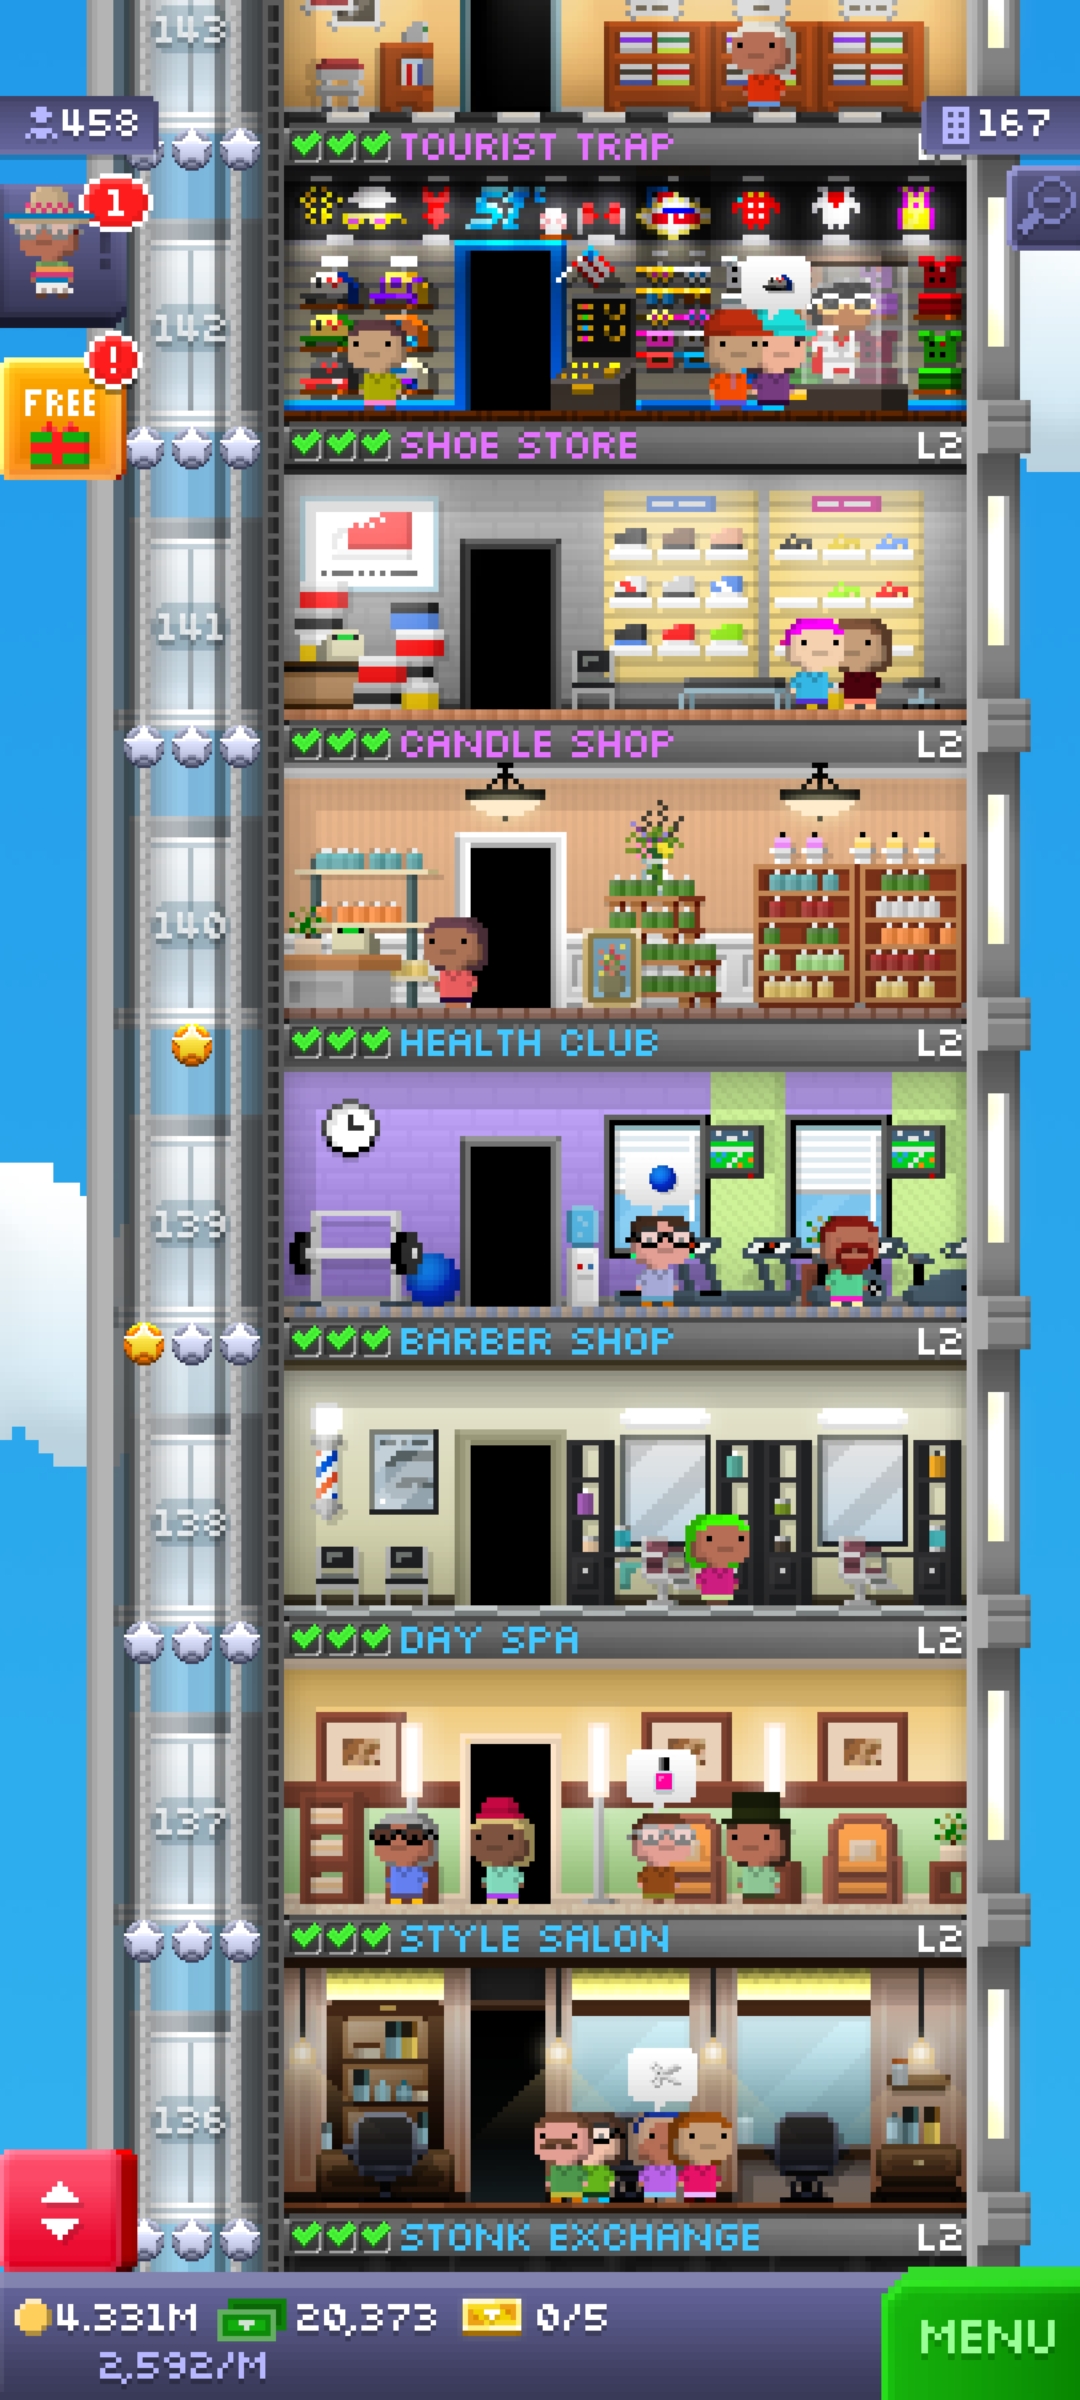 143
458
167
TOURIST TRAP
1
142
FREE
!
SHOE STORE
L2
141
CANDLE SHOP
L2
140
HEALTH CLUB
L2
139
BARBER SHOP
L2
138
DAY SPA
L2
137
STYLE SALON
L2
136
STONK EXCHANGE
L2
4.331M
20,373
0/5
MENU
2,592/M